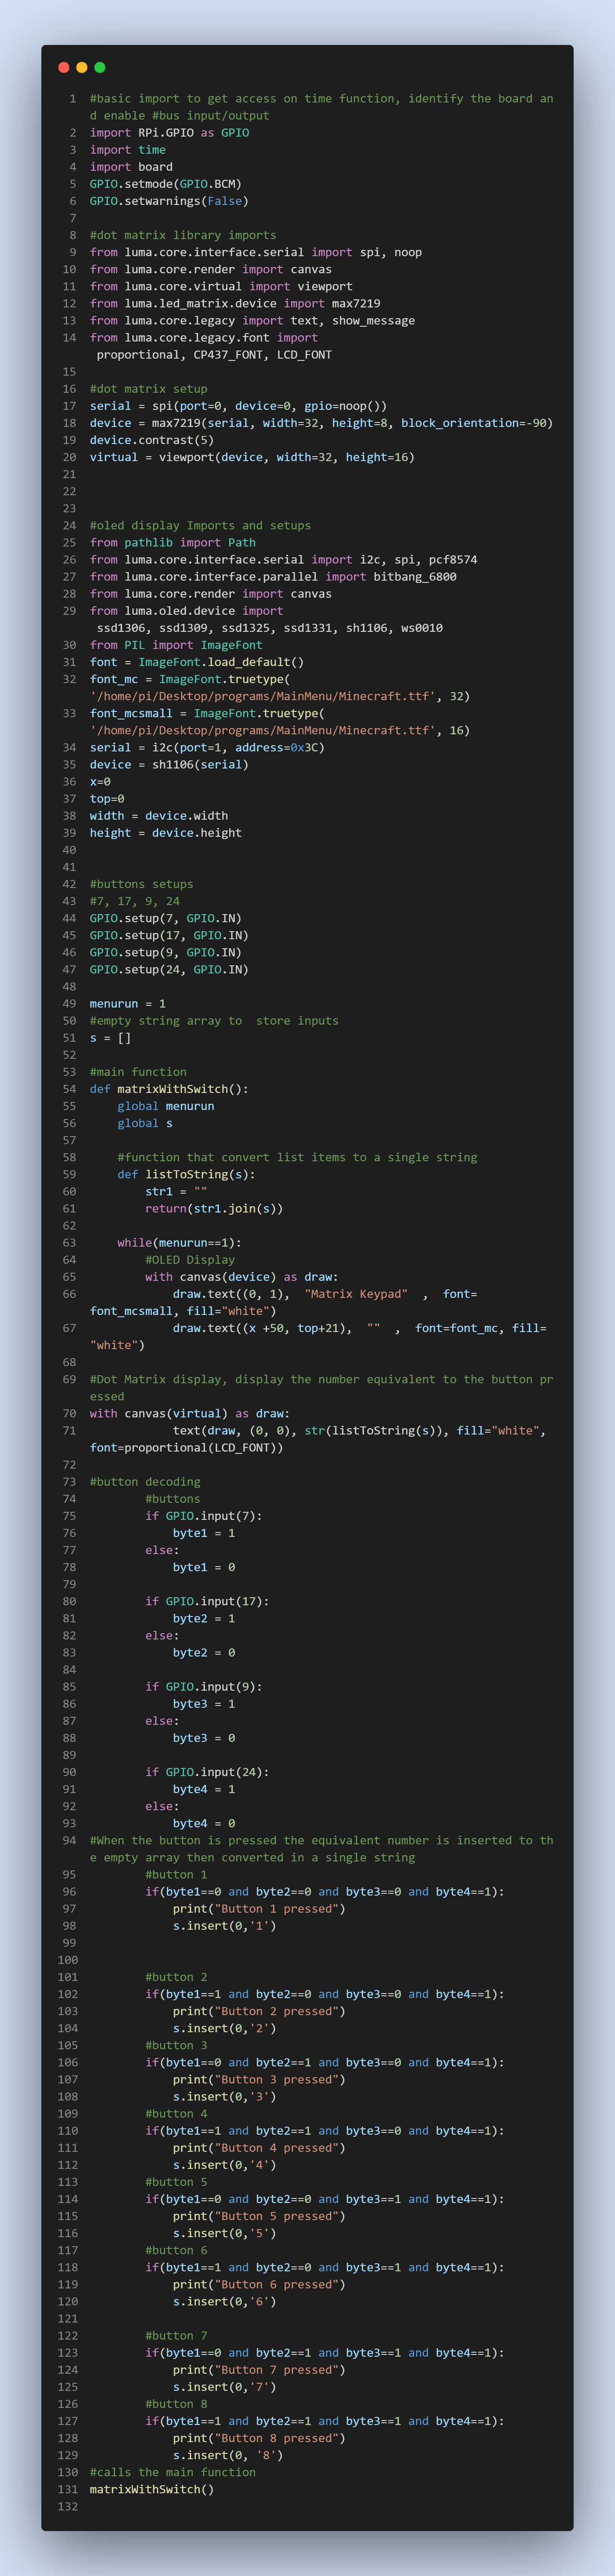 1 #basic import to get access on time function, identify the board an
d enable #bus input/output
2 import RPi.GPIO as GPIO
3 import time
4 import board
5 GPIO.setmode(GPIO.BCM)
6 GPIO.setwarnings(False)
7
8 #dot matrix library imports
9 from luma.core.interface.serial import spi, noop
10 from luma.core.render import canvas
11 from luma.core.virtual import viewport
12 from luma.led_matrix.device import max7219
13 from luma.core.legacy import text, show_message
14 from luma.core.legacy.font import
 proportional, CP437_FONT, LCD_FONT
15
16 #dot matrix setup
17 serial = spi(port=0, device=0, gpio=noop())
18 device = max7219(serial, width=32, height=8, block_orientation=-90)
19 device.contrast(5)
20 virtual = viewport(device, width=32, height=16)
21
22
23
24 #oled display Imports and setups
25 from pathlib import Path
26 from luma.core.interface.serial import i2c, spi, pcf8574
27 from luma.core.interface.parallel import bitbang_6800
28 from luma.core.render import canvas
29 from luma.oled.device import
 ssd1306, ssd1309, ssd1325, ssd1331, sh1106, ws0010
30 from PIL import ImageFont
31 font = ImageFont.load_default()
32 font_mc = ImageFont.truetype(
'/home/pi/Desktop/programs/MainMenu/Minecraft.ttf', 32)
33 font_mcsmall = ImageFont.truetype(
'/home/pi/Desktop/programs/MainMenu/Minecraft.ttf', 16)
34 serial = i2c(port=1, address=0x3C)
35 device = sh1106(serial)
36 x=0
37 top=0
38 width = device.width
39 height = device.height
40
41
42 #buttons setups
43 #7, 17, 9, 24
44 GPIO.setup(7, GPIO.IN)
45 GPIO.setup(17, GPIO.IN)
46 GPIO.setup(9, GPIO.IN)
47 GPIO.setup(24, GPIO.IN)
48
49 menurun = 1
50 #empty string array to  store inputs
51 s = []
52
53 #main function
54 def matrixWithSwitch():
55     global menurun
56     global s
57
58     #function that convert list items to a single string
59     def listToString(s):
60         str1 = ""
61         return(str1.join(s))
62
63     while(menurun==1):
64         #OLED Display
65         with canvas(device) as draw:
66             draw.text((0, 1),  "Matrix Keypad"  ,  font=
font_mcsmall, fill="white")
67             draw.text((x +50, top+21),  ""  ,  font=font_mc, fill=
"white")
68
69 #Dot Matrix display, display the number equivalent to the button pr
essed
70 with canvas(virtual) as draw:
71             text(draw, (0, 0), str(listToString(s)), fill="white",
font=proportional(LCD_FONT))
72
73 #button decoding
74         #buttons
75         if GPIO.input(7):
76             byte1 = 1
77         else:
78             byte1 = 0
79
80         if GPIO.input(17):
81             byte2 = 1
82         else:
83             byte2 = 0
84
85         if GPIO.input(9):
86             byte3 = 1
87         else:
88             byte3 = 0
89
90         if GPIO.input(24):
91             byte4 = 1
92         else:
93             byte4 = 0
94 #When the button is pressed the equivalent number is inserted to th
e empty array then converted in a single string
95         #button 1
96         if(byte1==0 and byte2==0 and byte3==0 and byte4==1):
97             print("Button 1 pressed")
98             s.insert(0,'1')
99
100
101         #button 2
102         if(byte1==1 and byte2==0 and byte3==0 and byte4==1):
103             print("Button 2 pressed")
104             s.insert(0,'2')
105         #button 3
106         if(byte1==0 and byte2==1 and byte3==0 and byte4==1):
107             print("Button 3 pressed")
108             s.insert(0,'3')
109         #button 4
110         if(byte1==1 and byte2==1 and byte3==0 and byte4==1):
111             print("Button 4 pressed")
112             s.insert(0,'4')
113         #button 5
114         if(byte1==0 and byte2==0 and byte3==1 and byte4==1):
115             print("Button 5 pressed")
116             s.insert(0,'5')
117         #button 6
118         if(byte1==1 and byte2==0 and byte3==1 and byte4==1):
119             print("Button 6 pressed")
120             s.insert(0,'6')
121
122         #button 7
123         if(byte1==0 and byte2==1 and byte3==1 and byte4==1):
124             print("Button 7 pressed")
125             s.insert(0,'7')
126         #button 8
127         if(byte1==1 and byte2==1 and byte3==1 and byte4==1):
128             print("Button 8 pressed")
129             s.insert(0, '8')
130 #calls the main function
131 matrixWithSwitch()
132